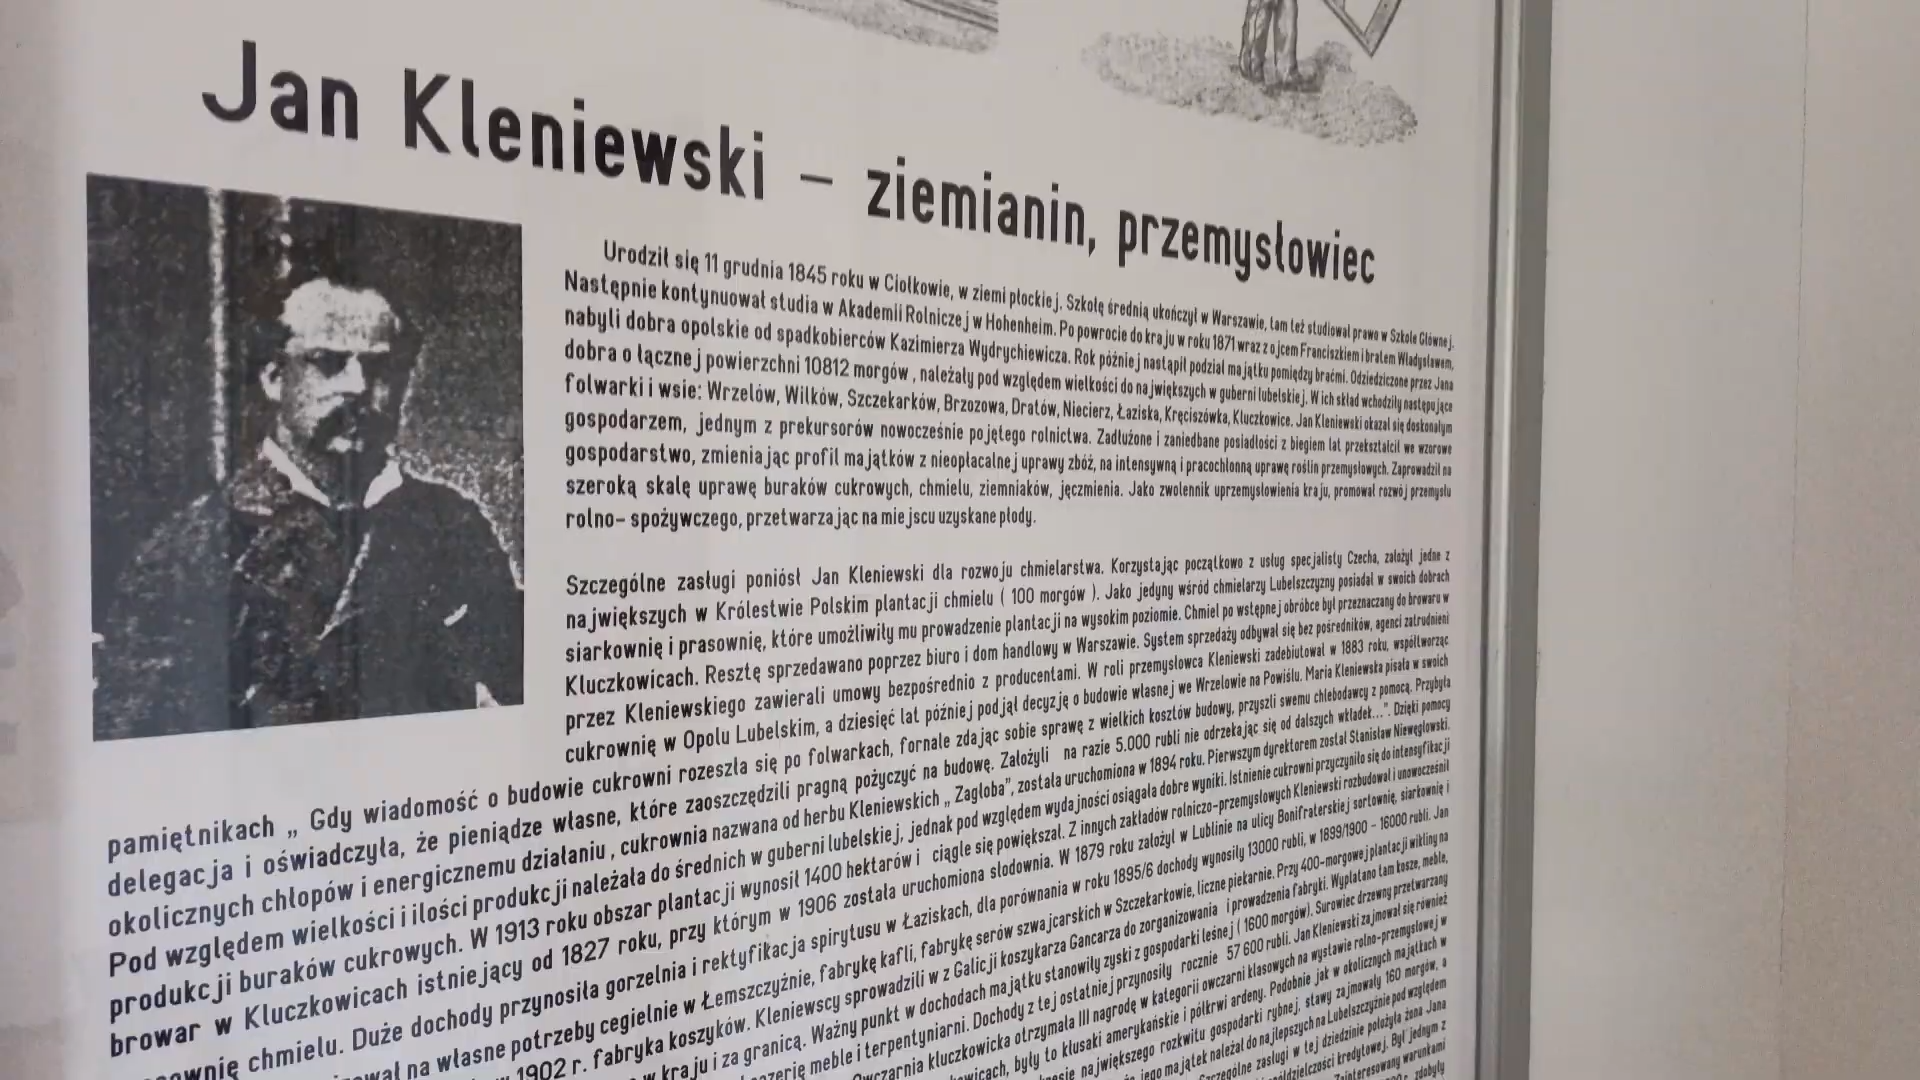 Jan Kleniewski – ziemianin, przemysłowiec
Urodził się 11 grudnia 1845 roku w Ciołkowie, w ziemi płockiej. Szkołę średnią ukończył w Warszawie, tam też studiował prawo w Szkole Głównej.
Następnie kontynuował studia w Akademii Rolniczej w Hohenheim. Po powrocie do kraju w roku 1871 wraz z ojcem Franciszkiem i bratem Władysławem,
nabyli dobra opolskie od spadkobierców Kazimierza Wydrychiewicza. Rok później nastąpił podział majątku pomiędzy braćmi. Odziedziczone przez Jana
dobra o łącznej powierzchni 10812 morgów , należały pod względem wielkości do największych w guberni lubelskiej. W ich skład wchodziły następujące
folwarki i wsie: Wrzelów, Wilków, Szczekarków, Brzozowa, Dratów, Niecierz, Łaziska, Kręciszówka, Kluczkowice. Jan Kleniewski okazał się doskonałym
gospodarzem, jednym z prekursorów nowocześnie pojętego rolnictwa. Zadłużone i zaniedbane posiadłości z biegiem lat przekształcił we wzorowe
gospodarstwo, zmieniając profil majątków z nieopłacalnej uprawy zbóż, na intensywną i pracochłonną uprawę roślin przemysłowych. Zaprowadził na
szeroką skalę uprawę buraków cukrowych, chmielu, ziemniaków, jęczmienia. Jako zwolennik uprzemysłowienia kraju, promował rozwój przemysłu
rolno- spożywczego, przetwarzając na miejscu uzyskane płody.
Szczególne zasługi poniósł Jan Kleniewski dla rozwoju chmielarstwa. Korzystając początkowo z usług specjalisty Czecha, założył jedne z
największych w Królestwie Polskim plantacji chmielu ( 100 morgów ). Jako jedyny wśród chmielarzy Lubelszczyzny posiadał w swoich dobrach
siarkownię i prasownię, które umożliwiły mu prowadzenie plantacji na wysokim poziomie. Chmiel po wstępnej obróbce był przeznaczany do browaru w
Kluczkowicach. Resztę sprzedawano poprzez biuro i dom handlowy w Warszawie. System sprzedaży odbywał się bez pośredników, agenci zatrudnieni
przez Kleniewskiego zawierali umowy bezpośrednio z producentami. W roli przemysłowca Kleniewski zadebiutował w 1883 roku, współtworząc
cukrownię w Opolu Lubelskim, a dziesięć lat później podjął decyzję o budowie własnej we Wrzelowie na Powiślu. Maria Kleniewska pisała w swoich
pamiętnikach „ Gdy wiadomość o budowie cukrowni rozeszła się po folwarkach, fornale zdając sobie sprawę z wielkich kosztów budowy, przyszli swemu chlebodawcy z pomocą. Przybyła
delegacja i oświadczyła, że pieniądze własne, które zaoszczędzili pragną pożyczyć na budowę. Założyli na razie 5.000 rubli nie odrzekając się od dalszych wkładek...". Dzięki pomocy
okolicznych chłopów i energicznemu działaniu , cukrownia nazwana od herbu Kleniewskich „ Zagłoba", została uruchomiona w 1894 roku. Pierwszym dyrektorem został Stanisław Niewęgłowski.
Pod względem wielkości i ilości produkcji należała do średnich w guberni lubelskiej, jednak pod względem wydajności osiągała dobre wyniki. Istnienie cukrowni przyczyniło się do intensyfikacji
produkcji buraków cukrowych. W 1913 roku obszar plantacji wynosił 1400 hektarów i ciągle się powiększał. Z innych zakładów rolniczo-przemysłowych Kleniewski rozbudował i unowocześnił
browar w Kluczkowicach istniejący od 1827 roku, przy którym w 1906 została uruchomiona słodownia. W 1879 roku założył w Lublinie na ulicy Bonifraterskiej sortownię, siarkownię i
chmielu. Duże dochody przynosiła gorzelnia i rektyfikacja spirytusu w Łaziskach, dla porównania w roku 1895/6 dochody wynosiły 13000 rubli, w 1899/1900 - 16000 rubli. Jan
na własne potrzeby cegielnie w Łemszczyźnie, fabrykę kafli, fabrykę serów szwajcarskich w Szczekarkowie, liczne piekarnie. Przy 400-morgowej plantacji wikliny na
1902 r. fabryka koszyków. Kleniewscy sprowadzili w z Galicji koszykarza Gancarza do zorganizowania i prowadzenia fabryki. Wyplatano tam kosze, meble,
w kraju i za granicą. Ważny punkt w dochodach majątku stanowiły zyski z gospodarki leśnej ( 1600 morgów). Surowiec drzewny przetwarzany
meble i terpentyniarni. Dochody z tej ostatniej przynosiły rocznie 57 600 rubli. Jan Kleniewski zajmował się również
Owczarnia kluczkowicka otrzymała III nagrodę w kategorii owczarni klasowych na wystawie rolno-przemysłowej w
były to kłusaki amerykańskie i półkrwi ardeny. Podobnie jak w okolicznych majątkach w
największego rozkwitu gospodarki rybnej, stawy zajmowały 160 morgów, a
jego majątek należał do najlepszych na Lubelszczyźnie pod względem
zasługi w tej dziedzinie położyła żona Jana
kredytowej. Był jednym z
Zainteresowany warunkami
zdobyły